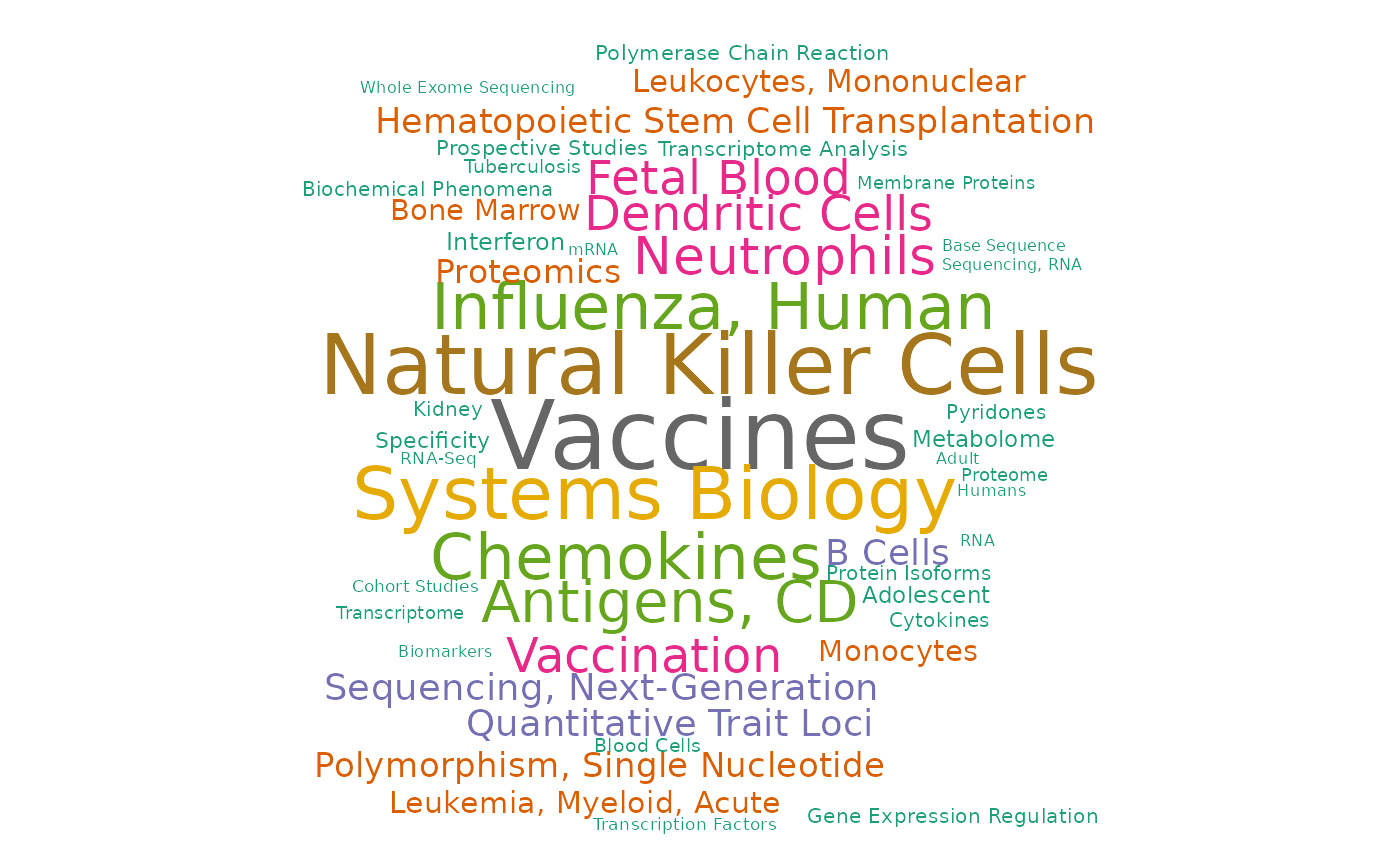 Polymerase Chain Reaction
Leukocytes, Mononuclear
Whole Exome Sequencing
Hematopoietic Stem Cell Transplantation
Prospective Studies
Transcriptome Analysis
Tuberculosis
Fetal Blood
Membrane Proteins
Biochemical Phenomena
Bone Marrow
Dendritic Cells
Interferon
mRNA
Neutrophils
Base Sequence
Sequencing, RNA
Proteomics
Influenza, Human
Natural Killer Cells
Kidney
Vaccines
Pyridones
Specificity
Metabolome
RNA-Seq
Adult
Proteome
Systems Biology
Humans
Chemokines
B Cells
RNA
Protein Isoforms
Cohort Studies
Antigens, CD
Adolescent
Transcriptome
Cytokines
Biomarkers
Vaccination
Monocytes
Sequencing, Next-Generation
Quantitative Trait Loci
Blood Cells
Polymorphism, Single Nucleotide
Leukemia, Myeloid, Acute
Gene Expression Regulation
Transcription Factors